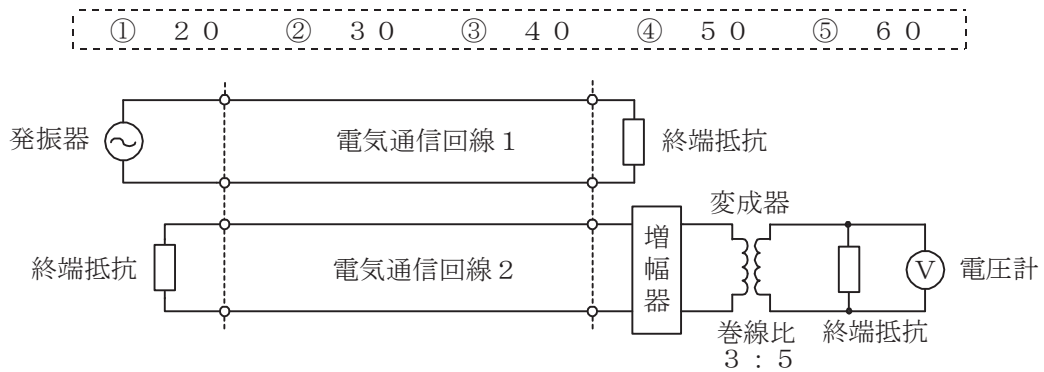 ① 20 ② 30 ③ 40 ④ 50 ⑤ 60
発振器
電気通信回線1
終端抵抗
変成器
終端抵抗
電気通信回線2
増幅器
V
電圧計
巻線比
3:5
終端抵抗